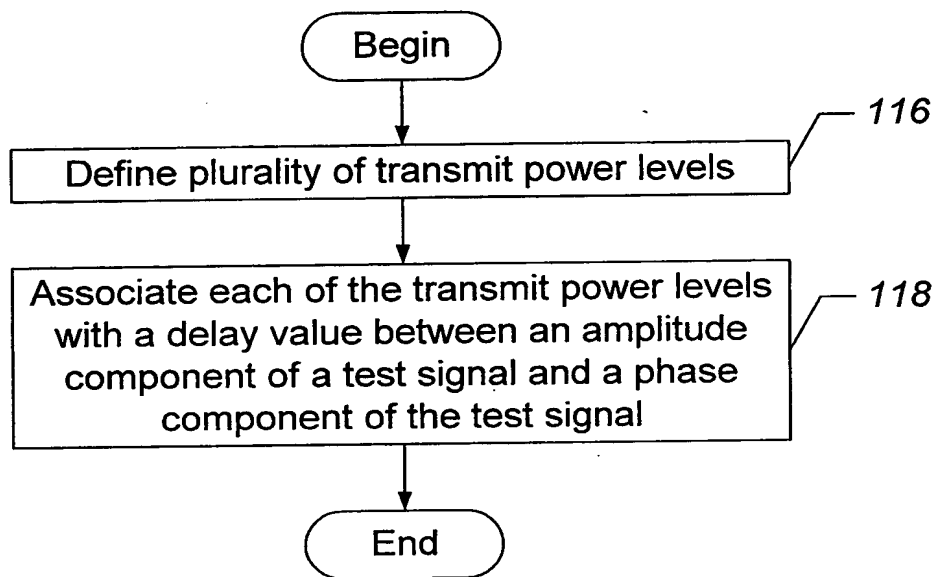 Begin
116
Define plurality of transmit power levels
Associate each of the transmit power levels
118
with a delay value between an amplitude
component of a test signal and a phase
component of the test signal
End